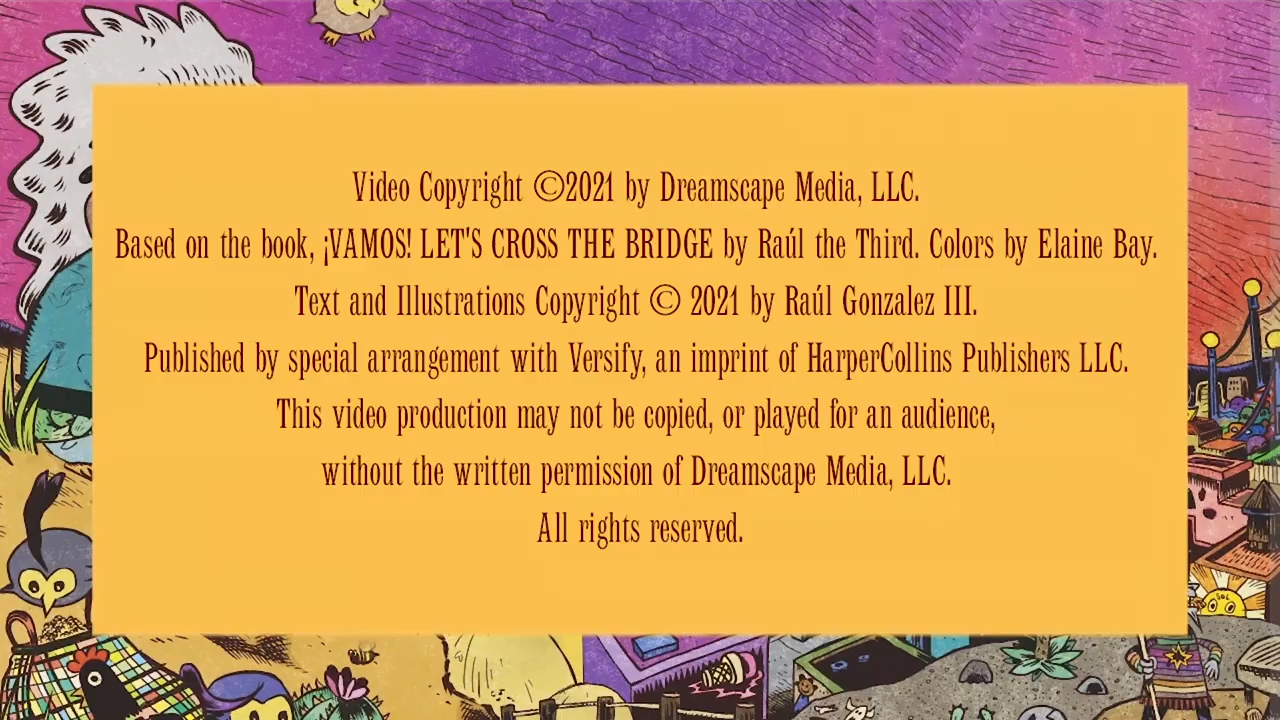 Video Copyright ©2021 by Dreamscape Media, LLC.
Based on the book, ¡VAMOS! LET'S CROSS THE BRIDGE by Raúl the Third. Colors by Elaine Bay.
Text and Illustrations Copyright © 2021 by Raúl Gonzalez III.
Published by special arrangement with Versify, an imprint of HarperCollins Publishers LLC.
This video production may not be copied, or played for an audience,
without the written permission of Dreamscape Media, LLC.
All rights reserved.
SOL